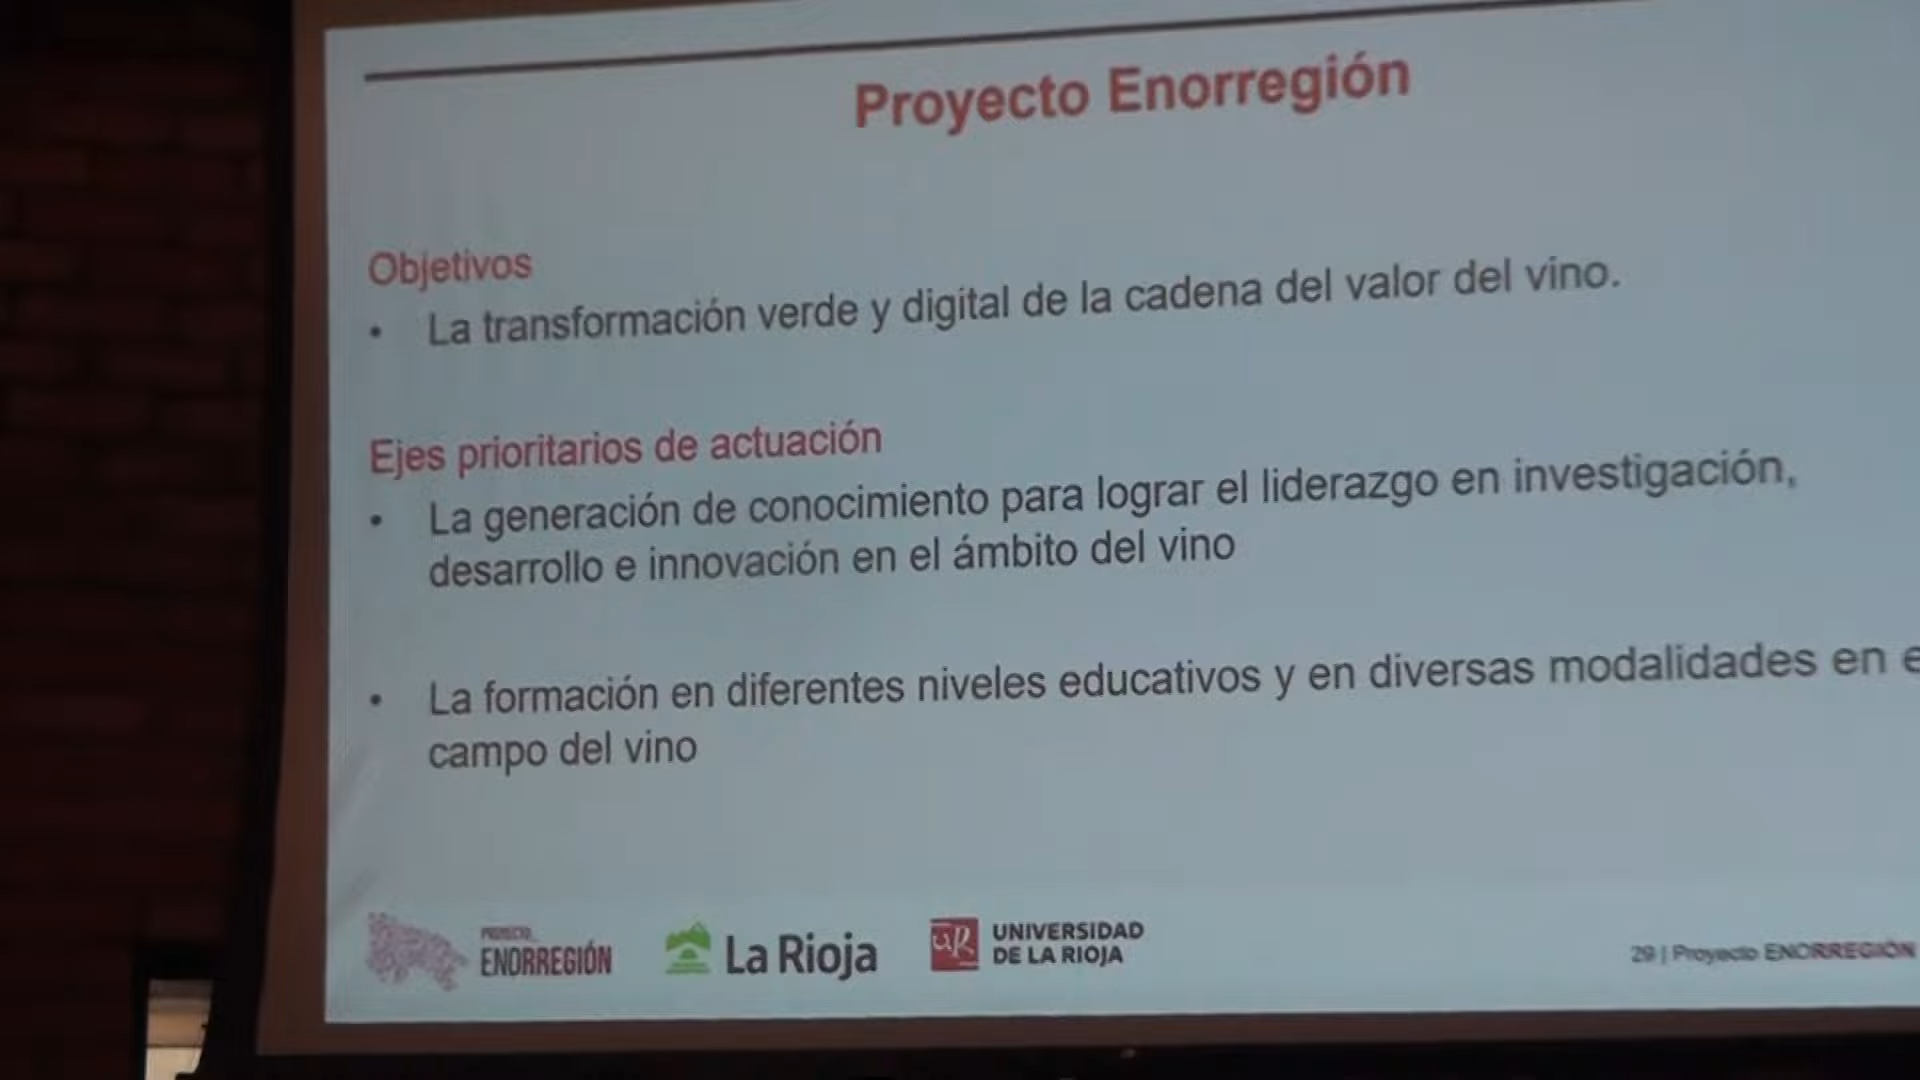 Proyecto Enorregión
Objetivos
• La transformación verde y digital de la cadena del valor del vino.
Ejes prioritarios de actuación
• La generación de conocimiento para lograr el liderazgo en investigación,
desarrollo e innovación en el ámbito del vino
• La formación en diferentes niveles educativos y en diversas modalidades en e
campo del vino
PROYECTO
ENORREGIÓN
La Rioja
uR
UNIVERSIDAD
DE LA RIOJA
29 | Proyecto ENORREGIÓN